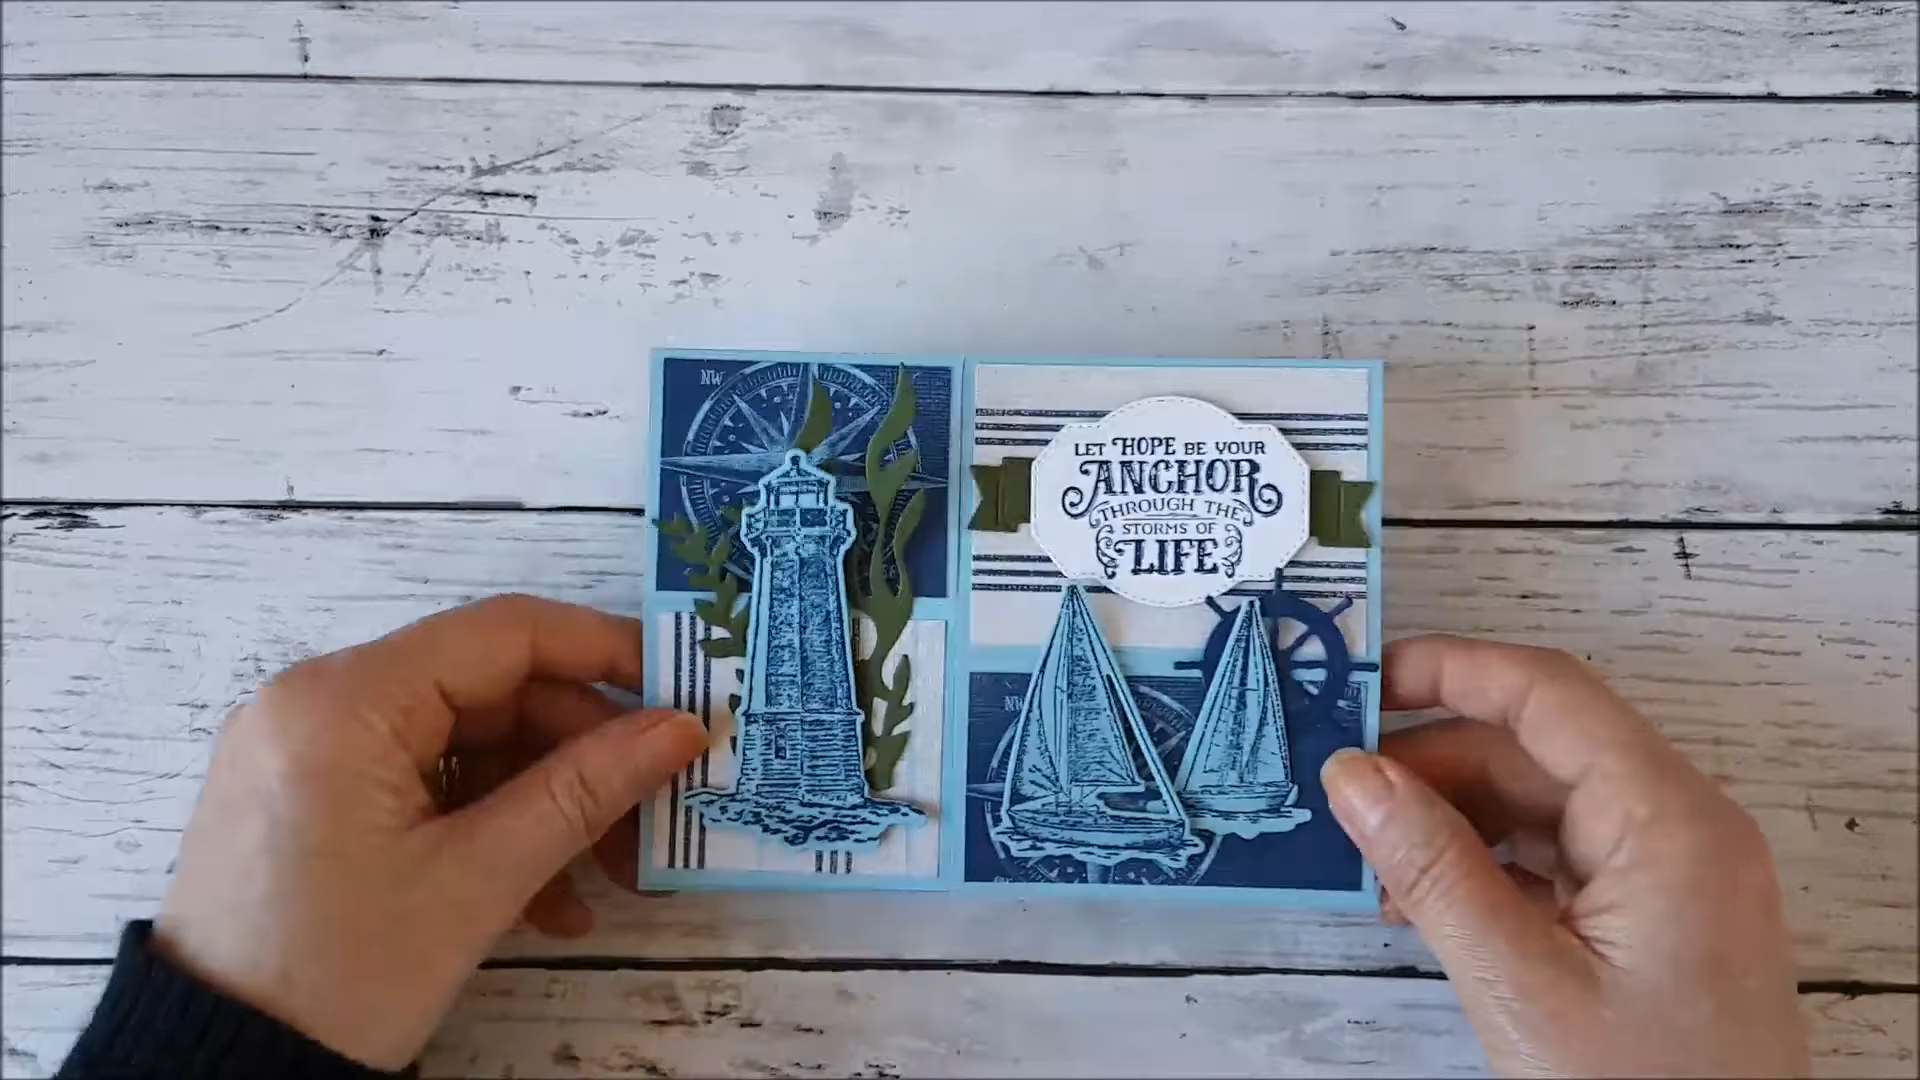 NW
LET HOPE BE YOUR
ANCHOR
THROUGH THE
STORMS OF
LIFE
NW